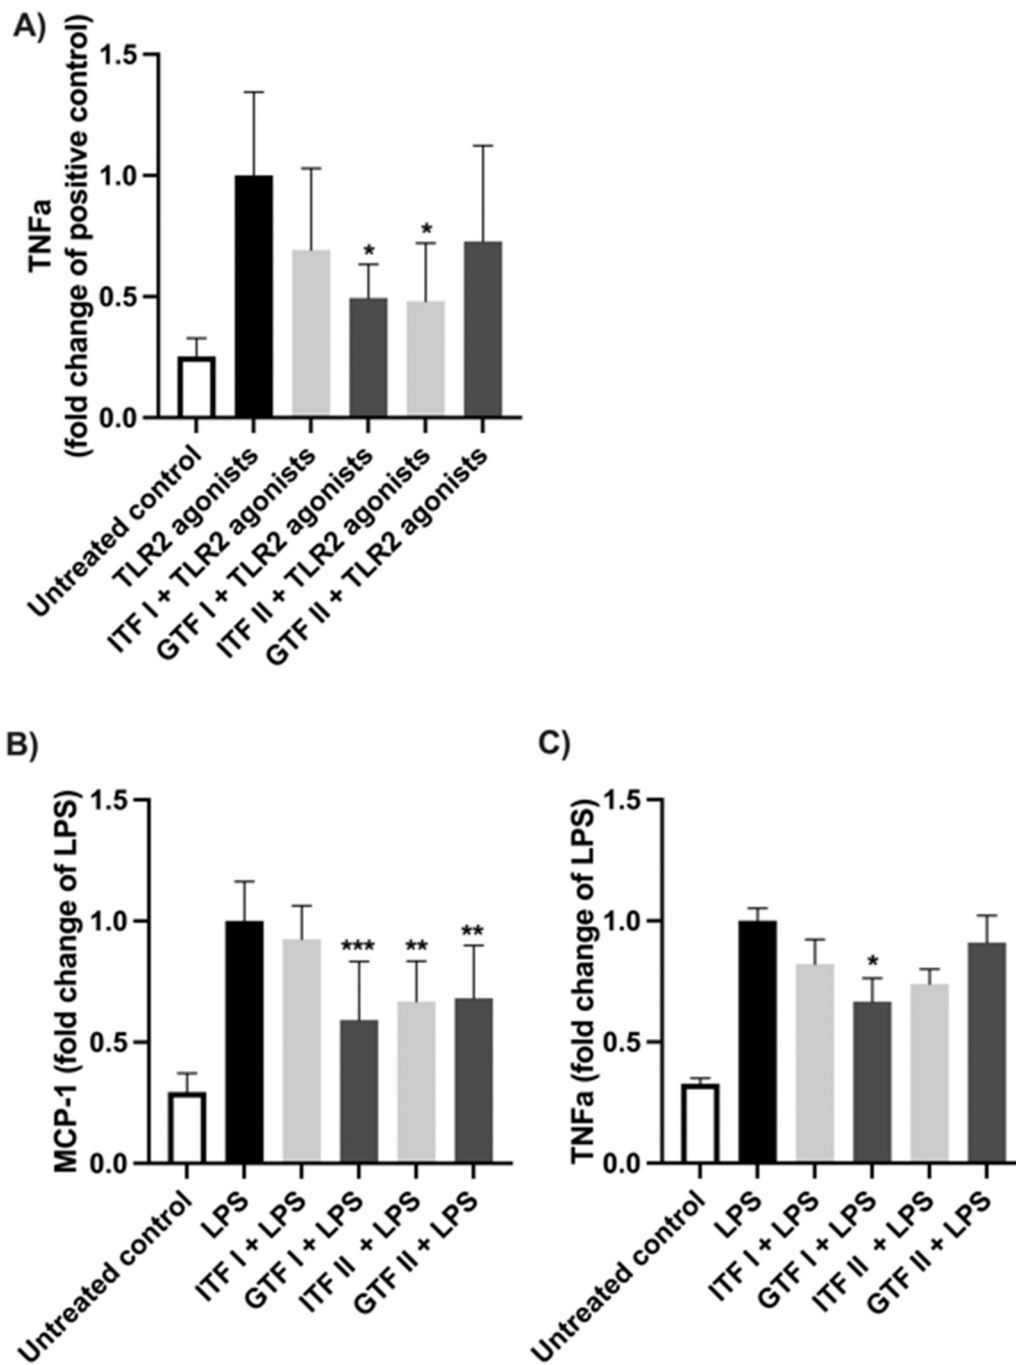 A)
TNFa
(fold change of positive control)
1.5
1.0
0.5
0.0
*
*
Untreated control
TLR2 agonists
ITF I + TLR2 agonists
GTF I + TLR2 agonists
ITF II + TLR2 agonists
GTF II + TLR2 agonists
B)
MCP-1 (fold change of LPS)
1.5
1.0
0.5
0.0
***
**
**
Untreated control
LPS
ITF I + LPS
GTF I + LPS
ITF II + LPS
GTF II + LPS
C)
TNFa (fold change of LPS)
1.5
1.0
0.5
0.0
*
Untreated control
LPS
ITF I + LPS
GTF I + LPS
ITF II + LPS
GTF II + LPS